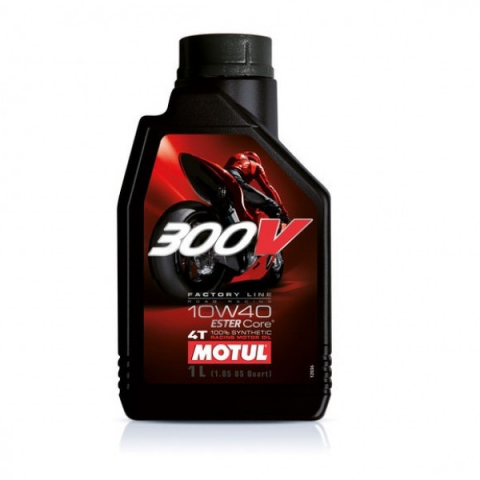 300V
FACTORY LINE
ROAD RACING
10W40
ESTER Core®
4T 100% SYNTHETIC
RACING MOTOR OIL
MOTUL
1L (1.05 US Quart)